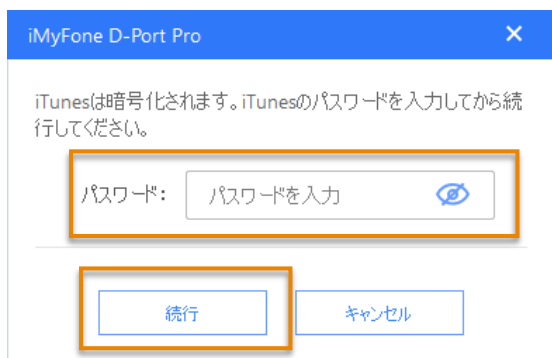 iMyFone D-Port Pro
iTunesは暗号化されます。iTunesのパスワードを入力してから続
行してください。
パスワード： パスワードを入力
続行 キャンセル